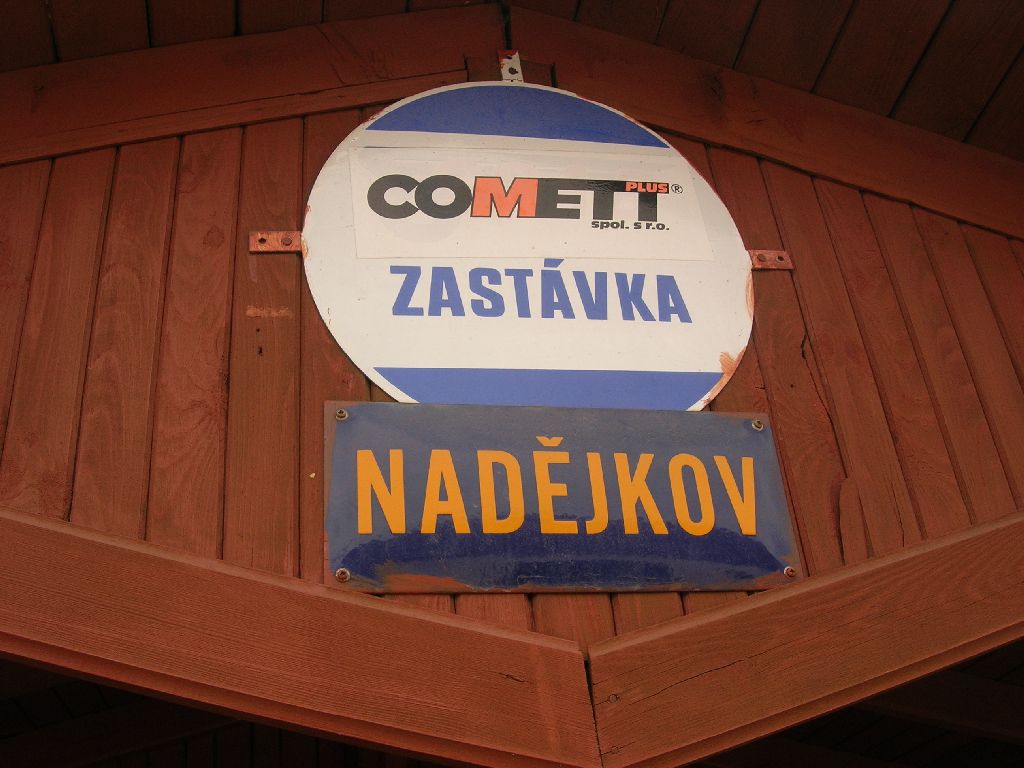 COMETT PLUS®
spol. s r.o.
ZASTÁVKA
NADĚJKOV